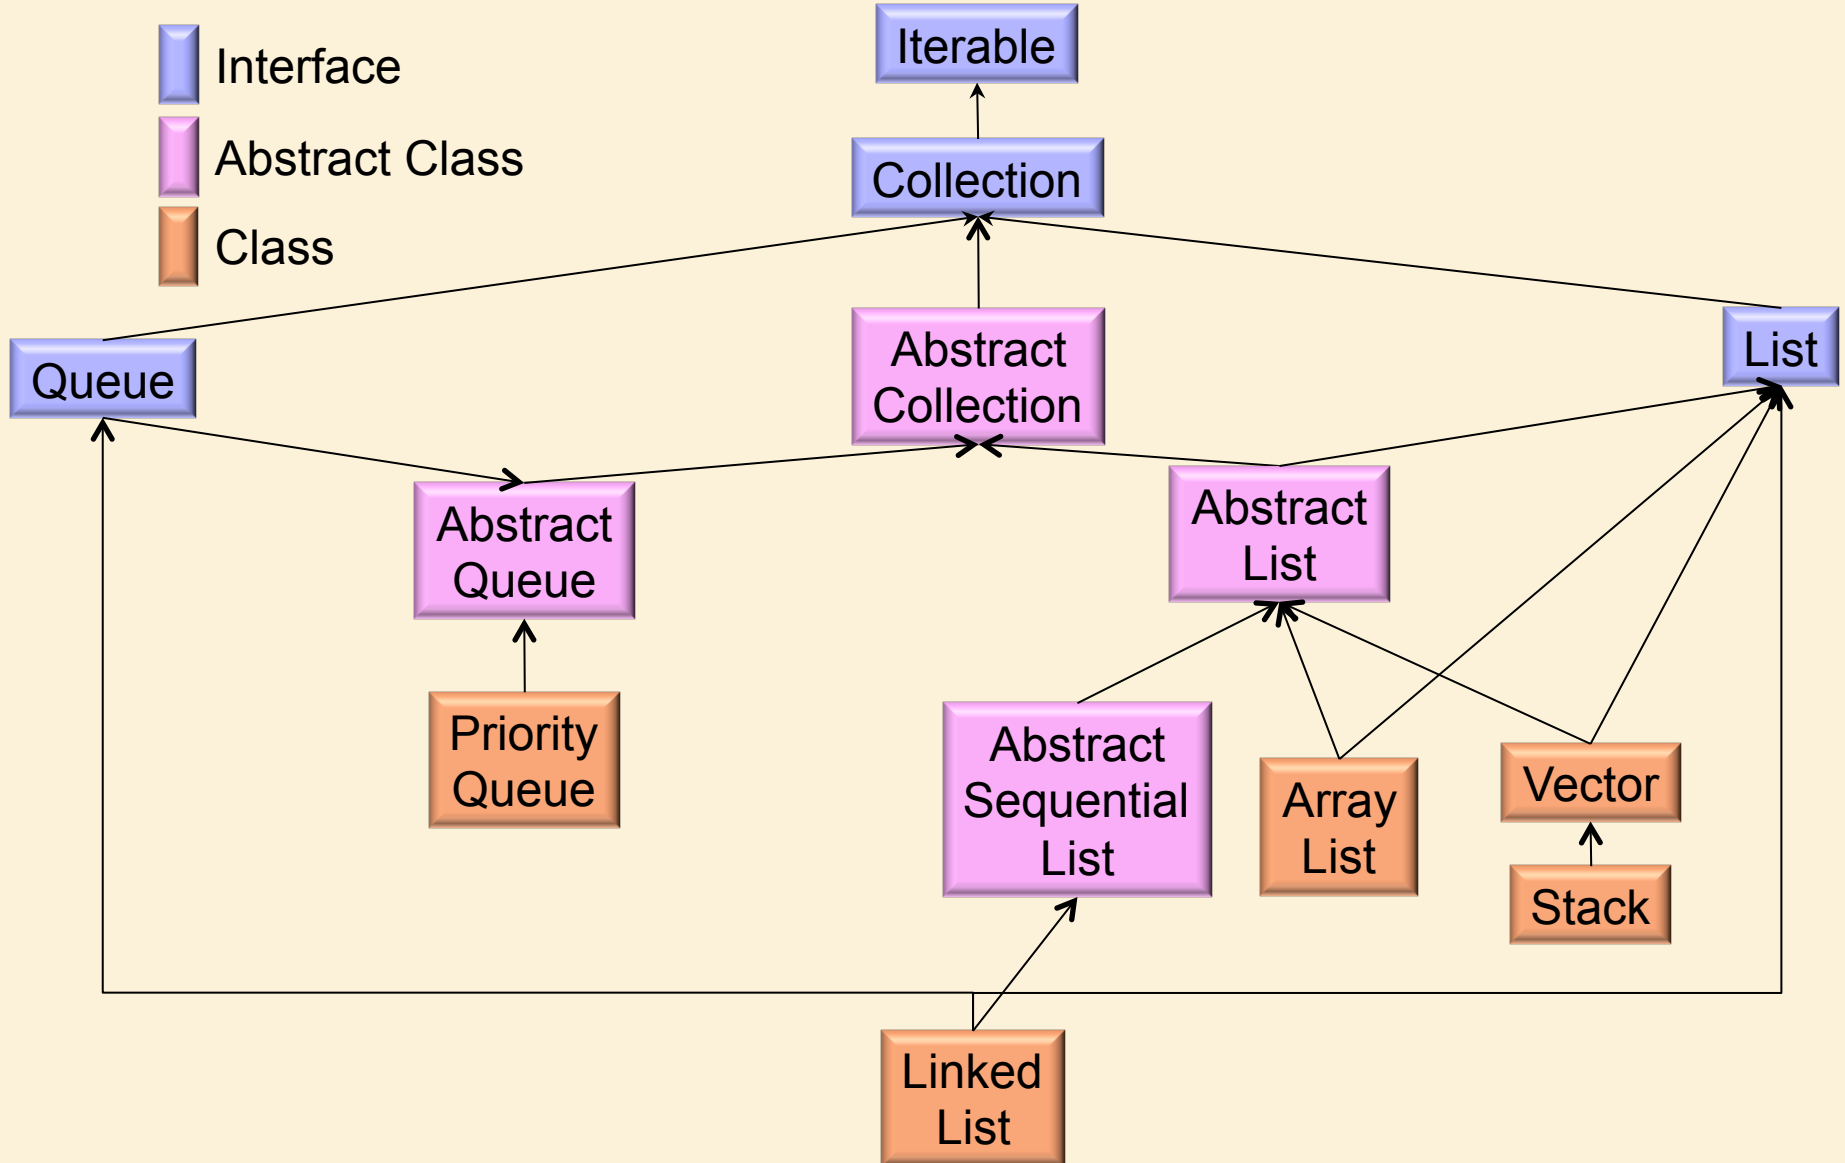 Iterable
Interface
Collection
Abstract Class
Class
Queue
Abstract
Collection
List
Abstract
Queue
Abstract
List
Priority
Queue
Abstract
Sequential
List
Array
List
Vector
Stack
Linked
List